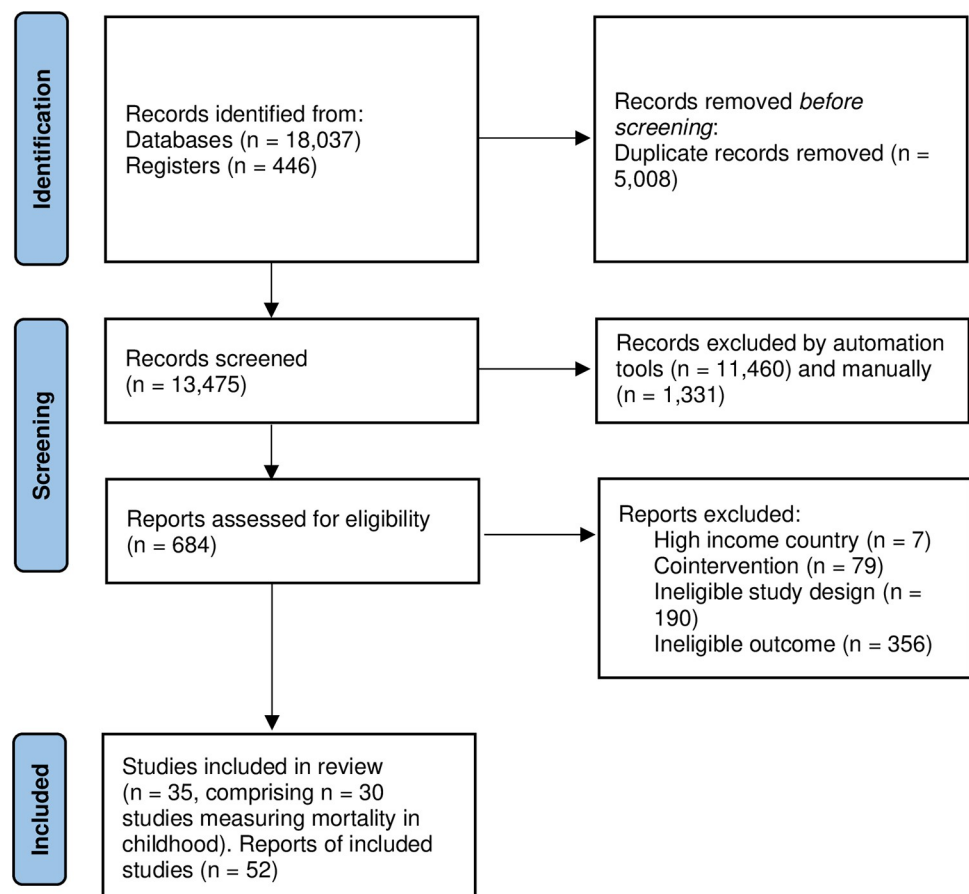 Identification
Records identified from:
Databases (n = 18,037)
Registers (n = 446)
Records removed before
screening:
Duplicate records removed (n =
5,008)
Screening
Records screened
(n = 13,475)
Records excluded by automation
tools (n = 11,460) and manually
(n = 1,331)
Reports assessed for eligibility
(n = 684)
Reports excluded:
High income country (n = 7)
Cointervention (n = 79)
Ineligible study design (n =
190)
Ineligible outcome (n = 356)
Included
Studies included in review
(n = 35, comprising n = 30
studies measuring mortality in
childhood). Reports of included
studies (n = 52)